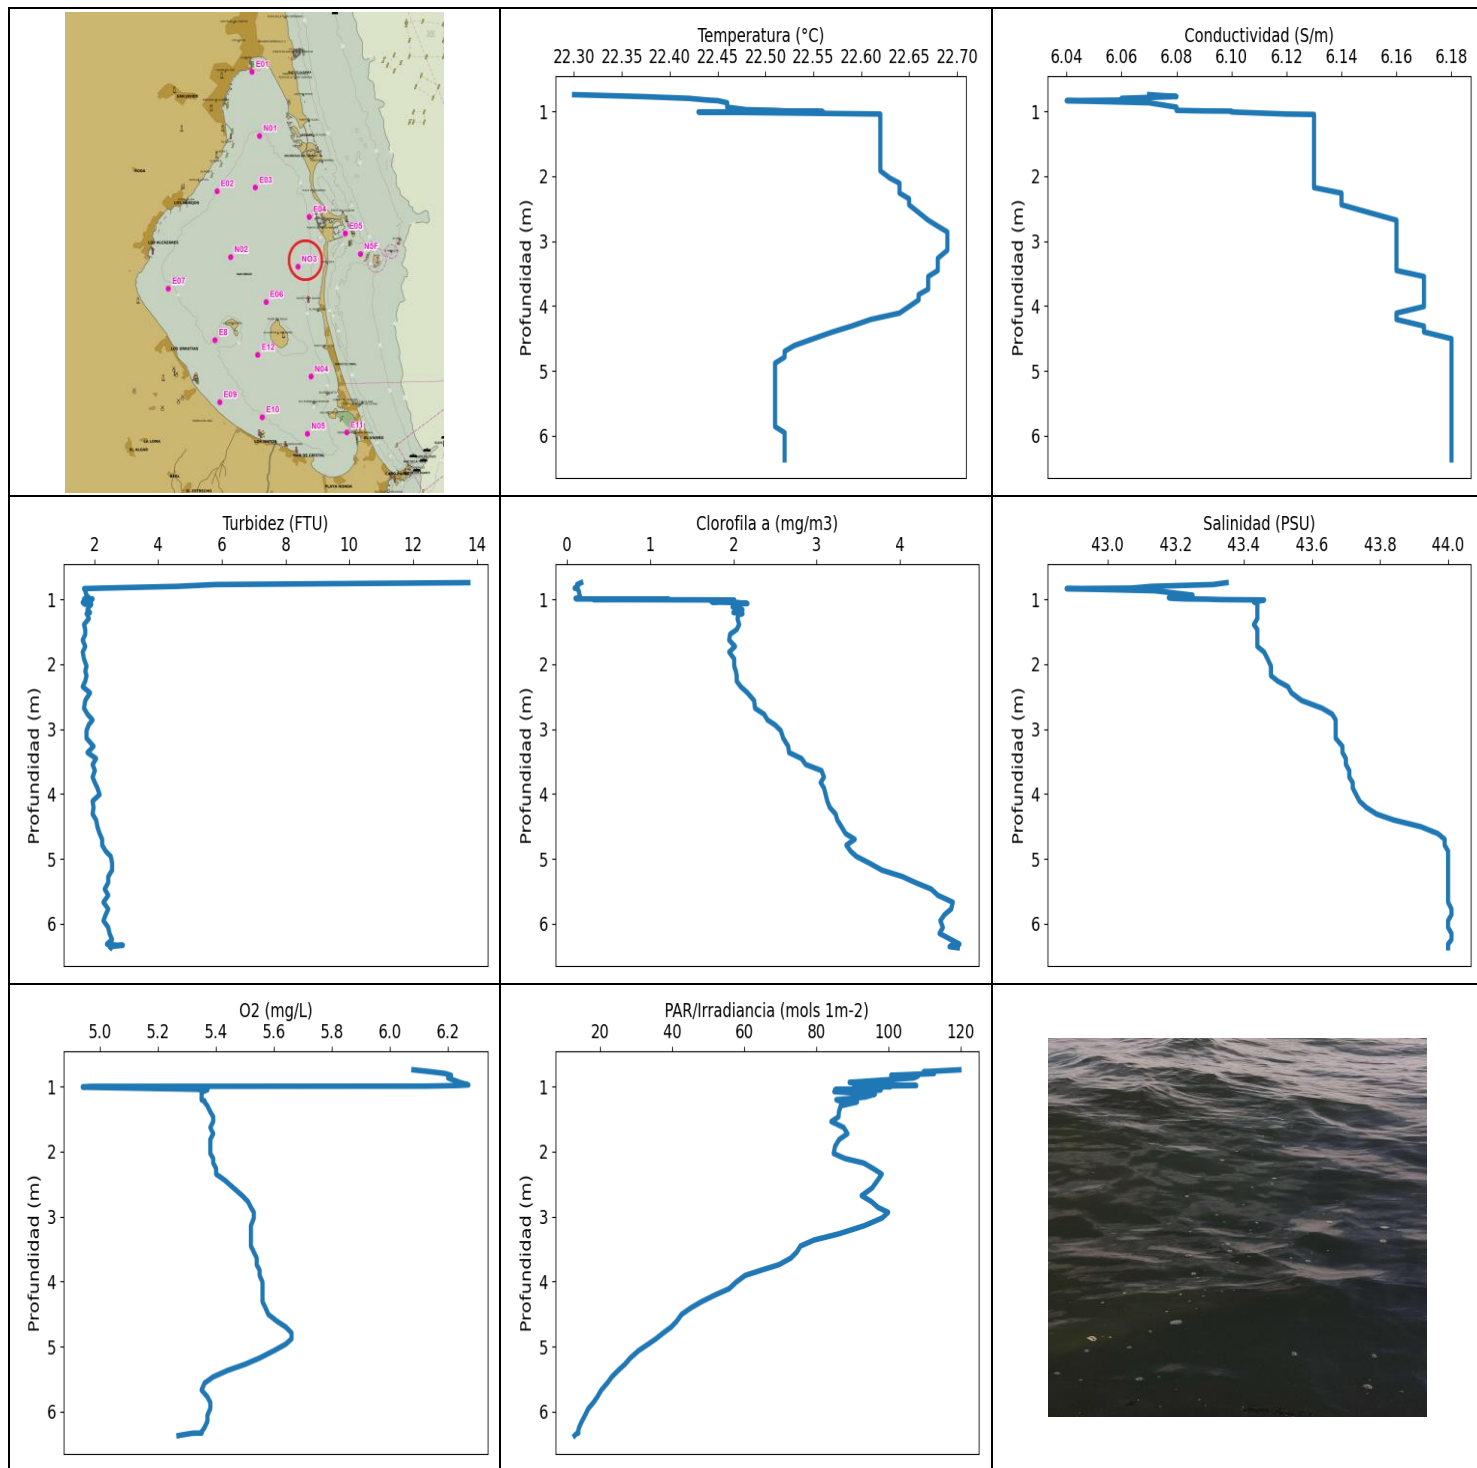 E01
N01
E02
E03
E04
E05
N5F
N02
NO3
E07
E06
E8
E12
N04
E09
E10
N05
E11
Temperatura (°C)
22.30 22.35 22.40 22.45 22.50 22.55 22.60 22.65 22.70
Profundidad (m)
1
2
3
4
5
6
Conductividad (S/m)
6.04 6.06 6.08 6.10 6.12 6.14 6.16 6.18
Profundidad (m)
1
2
3
4
5
6
Turbidez (FTU)
2 4 6 8 10 12 14
Profundidad (m)
1
2
3
4
5
6
Clorofila a (mg/m3)
0 1 2 3 4
Profundidad (m)
1
2
3
4
5
6
Salinidad (PSU)
43.0 43.2 43.4 43.6 43.8 44.0
Profundidad (m)
1
2
3
4
5
6
O2 (mg/L)
5.0 5.2 5.4 5.6 5.8 6.0 6.2
Profundidad (m)
1
2
3
4
5
6
PAR/Irradiancia (mols 1m-2)
20 40 60 80 100 120
Profundidad (m)
1
2
3
4
5
6